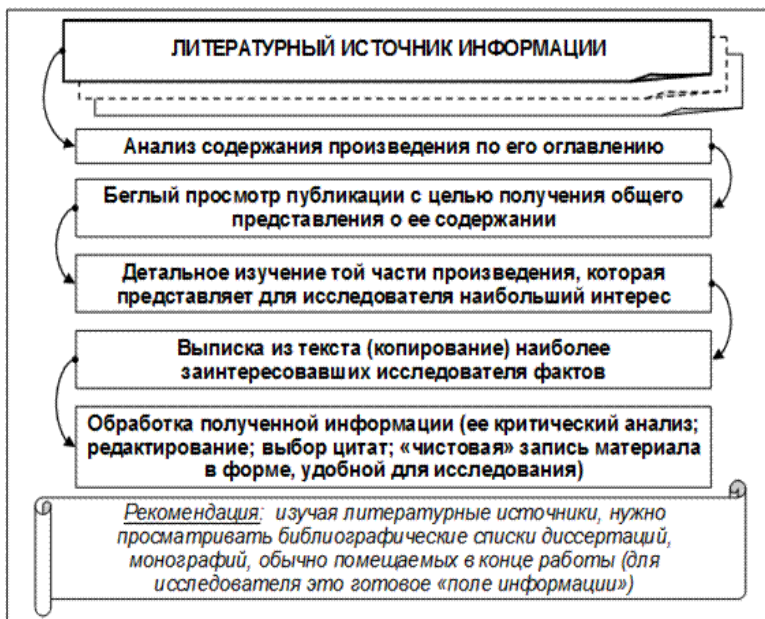 ЛИТЕРАТУРНЫЙ ИСТОЧНИК ИНФОРМАЦИИ
Анализ содержания произведения по его оглавлению
Беглый просмотр публикации с целью получения общего
представления о ее содержании
Детальное изучение той части произведения, которая
представляет для исследователя наибольший интерес
Выписка из текста (копирование) наиболее
заинтересовавших исследователя фактов
Обработка полученной информации (ее критический анализ;
редактирование; выбор цитат; «чистовая» запись материала
в форме, удобной для исследования)
Рекомендация: изучая литературные источники, нужно
просматривать библиографические списки диссертаций,
монографий, обычно помещаемых в конце работы (для
исследователя это готовое «поле информации»)